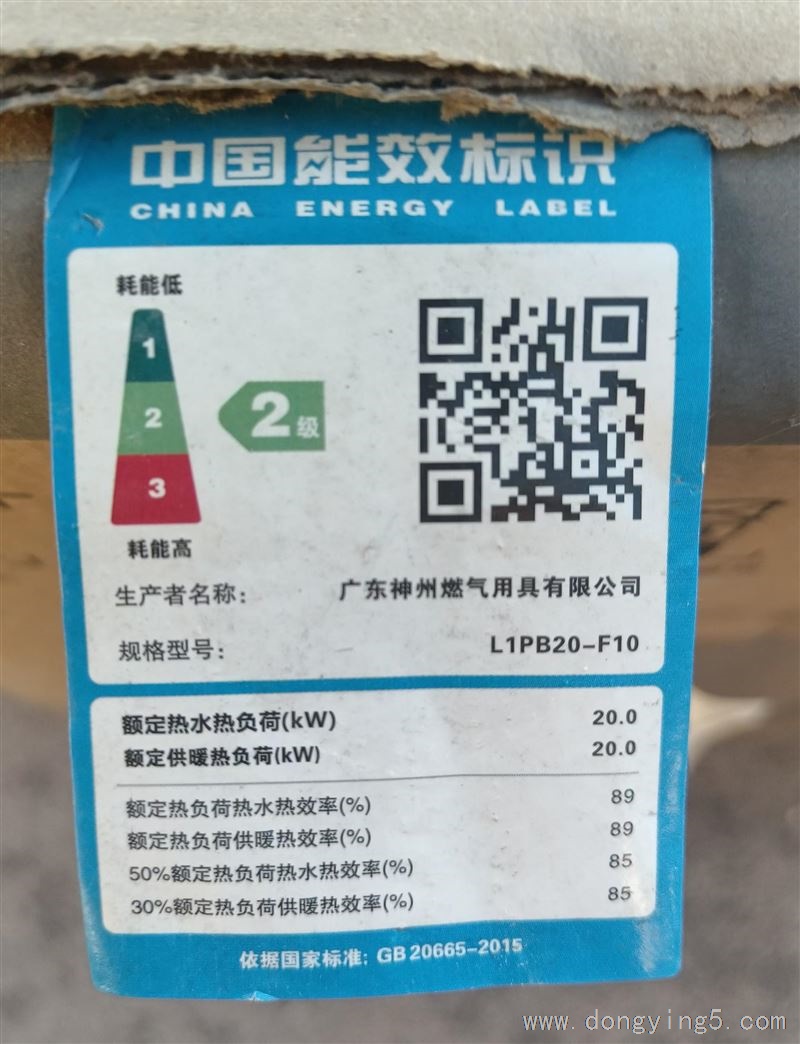 中国能效标识
CHINA ENERGY LABEL
耗能低
1
2
3
2级
耗能高
生产者名称: 广东神州燃气用具有限公司
规格型号: L1PB20-F10
额定热水热负荷(kW) 20.0
额定供暖热负荷(kW) 20.0
额定热负荷热水热效率(%) 89
额定热负荷供暖热效率(%) 89
50%额定热负荷热水热效率(%) 85
30%额定热负荷供暖热效率(%) 85
依据国家标准: GB 20665-2015
www.dongying5.com